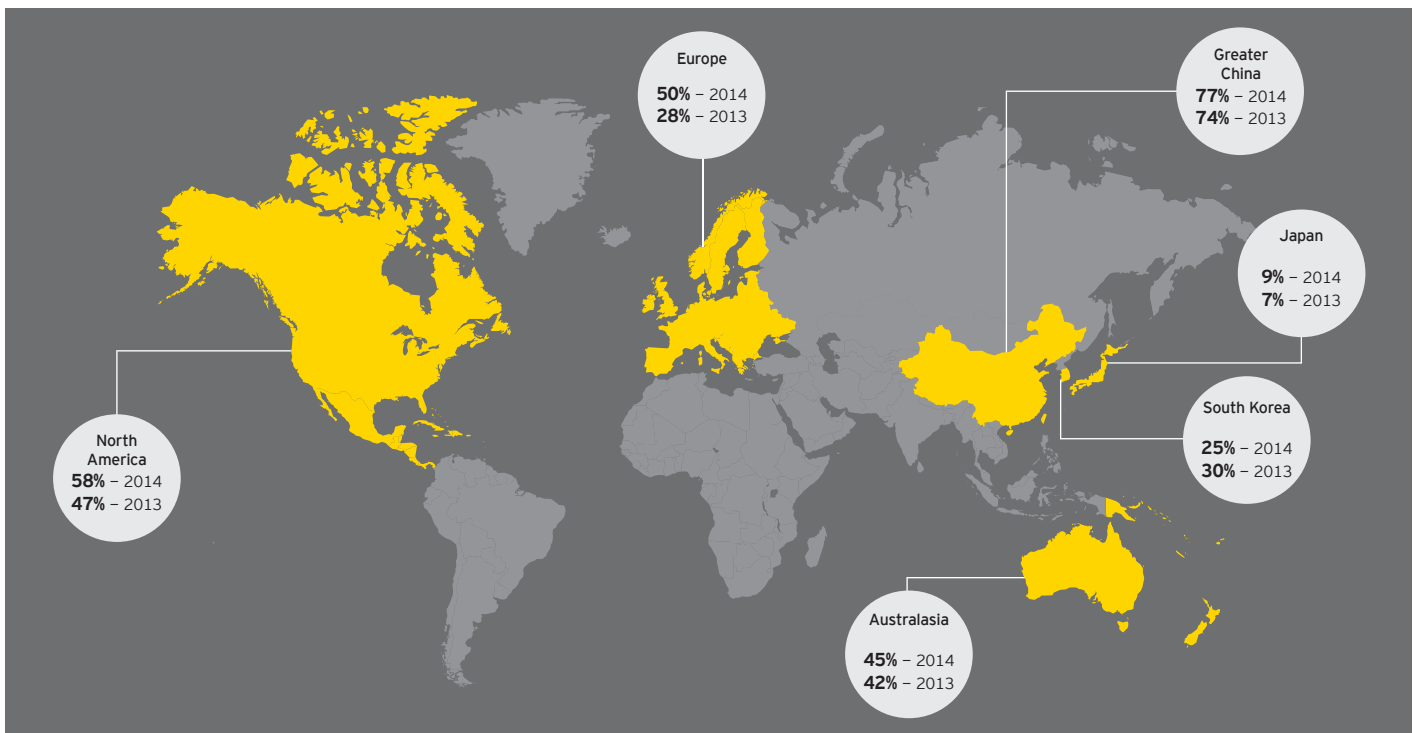 Europe
50% – 2014
28% – 2013
Greater
China
77% – 2014
74% – 2013
Japan
9% – 2014
7% – 2013
South Korea
25% – 2014
30% – 2013
North
America
58% – 2014
47% – 2013
Australasia
45% – 2014
42% – 2013